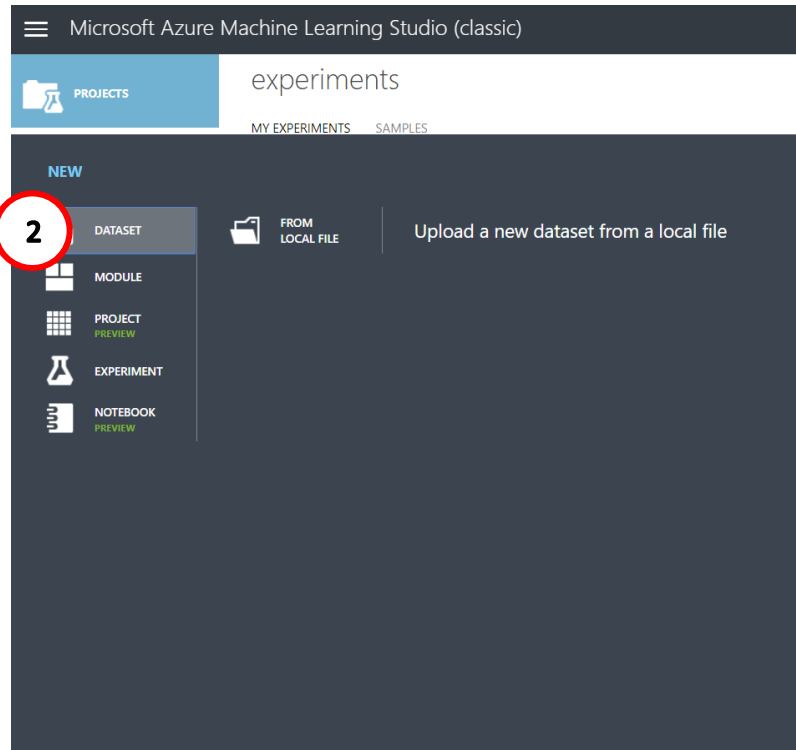 Microsoft Azure Machine Learning Studio (classic)
PROJECTS
experiments
MY EXPERIMENTS SAMPLES
NEW
2
DATASET
FROM
LOCAL FILE
Upload a new dataset from a local file
MODULE
PROJECT
PREVIEW
EXPERIMENT
NOTEBOOK
PREVIEW